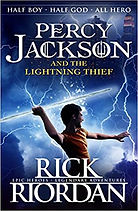 HALF BOY · HALF GOD · ALL HERO
PERCY
JACKSON
AND THE
LIGHTNING THIEF
RICK
RIORDAN
EPIC HEROES · LEGENDARY ADVENTURES